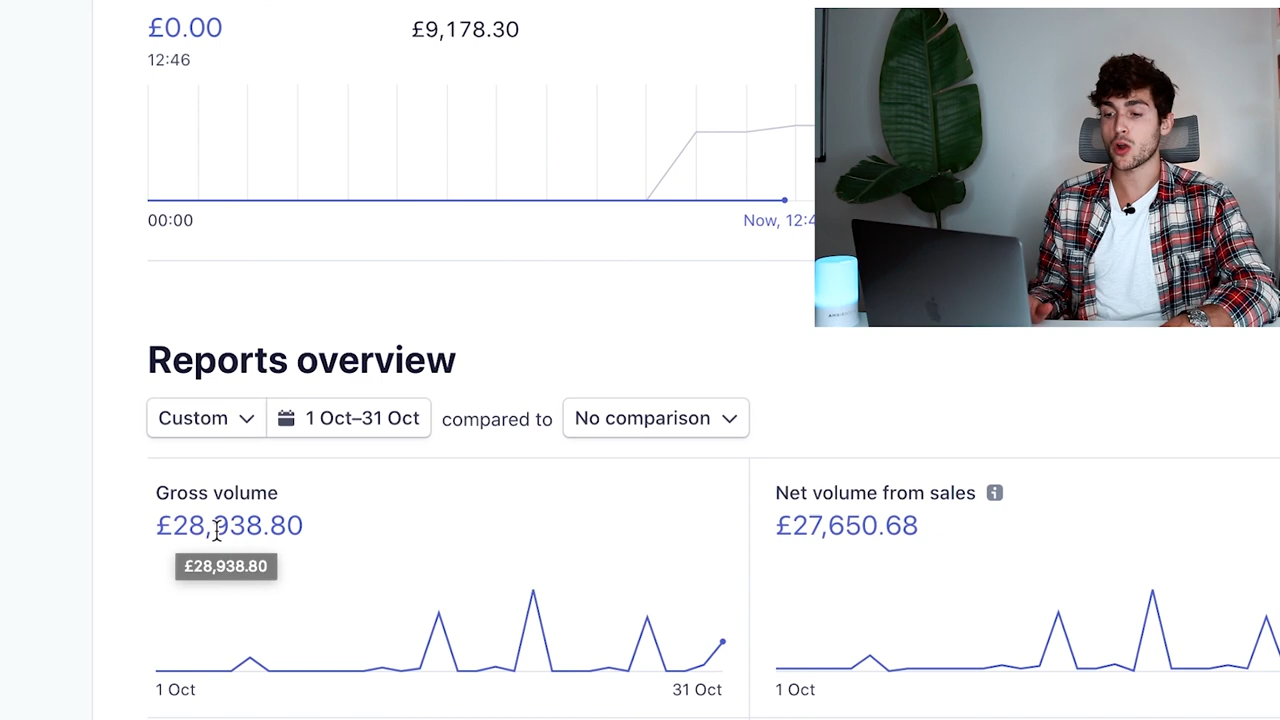 £0.00
£9,178.30
12:46
00:00
Now, 12:4
Reports overview
Custom
1 Oct–31 Oct
compared to
No comparison
Gross volume
£28,938.80
£28,938.80
1 Oct
31 Oct
Net volume from sales
£27,650.68
1 Oct